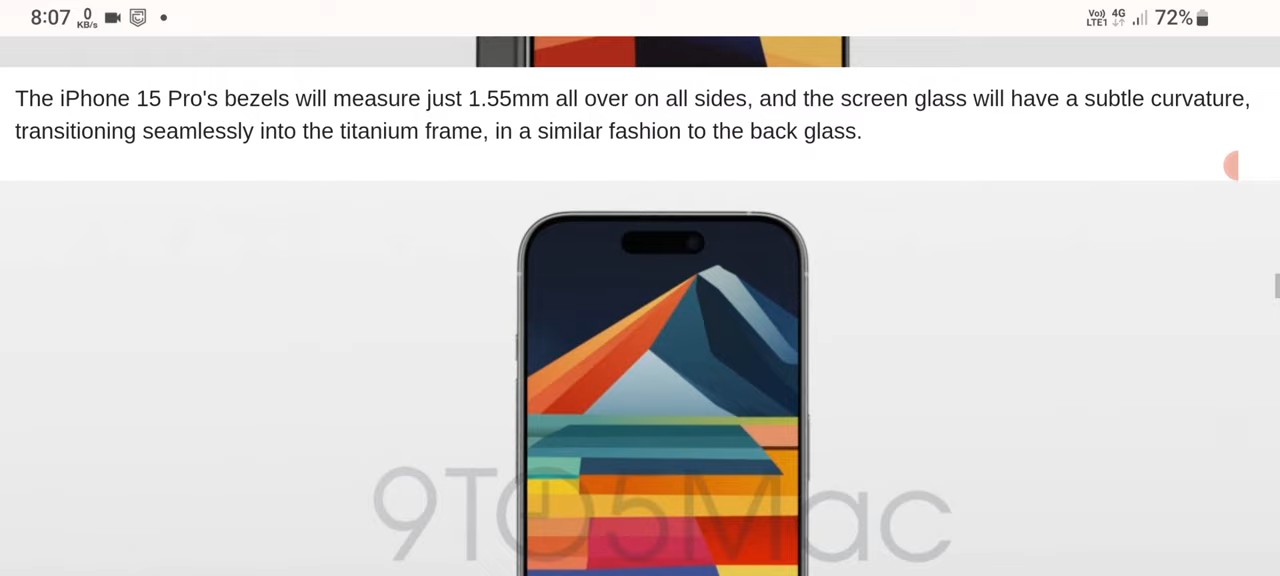 8:07 0 KB/s Vo)) LTE1 4G 72%
The iPhone 15 Pro's bezels will measure just 1.55mm all over on all sides, and the screen glass will have a subtle curvature,
transitioning seamlessly into the titanium frame, in a similar fashion to the back glass.
9TO5Mac